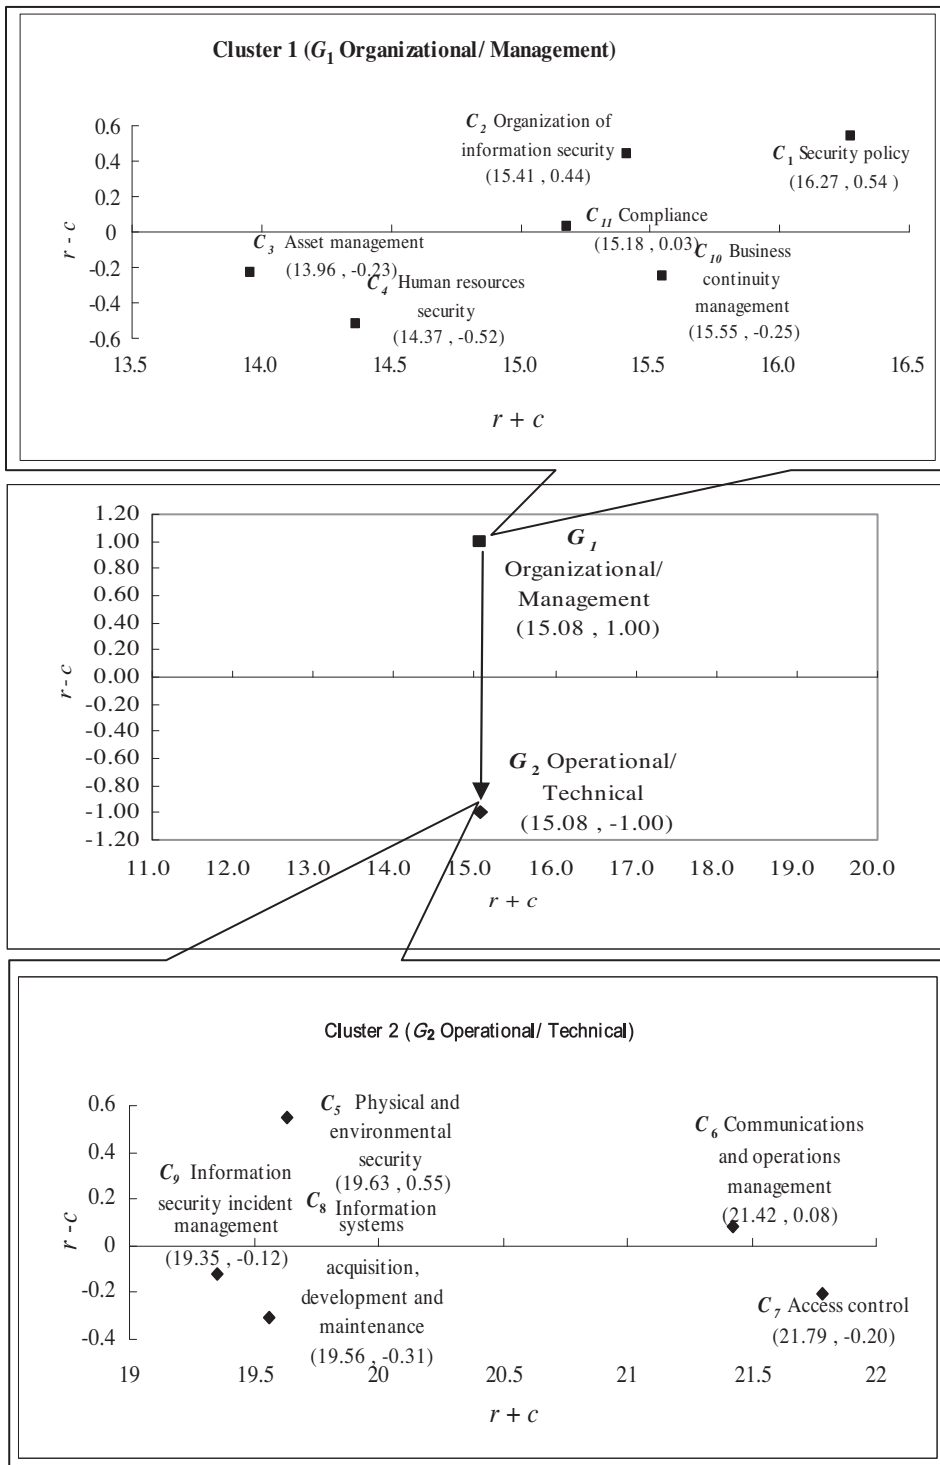 Cluster 1 (G1 Organizational/ Management)
0.6
0.4
0.2
0
-0.2
-0.4
-0.6
r - c
C2 Organization of
information security
(15.41 , 0.44)
C1 Security policy
(16.27 , 0.54 )
C11 Compliance
(15.18 , 0.03)
C3 Asset management
(13.96 , -0.23)
C4 Human resources
security
(14.37 , -0.52)
C10 Business
continuity
management
(15.55 , -0.25)
13.5 14.0 14.5 15.0 15.5 16.0 16.5
r + c
1.20
1.00
0.80
0.60
0.40
0.20
0.00
-0.20
-0.40
-0.60
-0.80
-1.00
-1.20
r - c
G1
Organizational/
Management
(15.08 , 1.00)
G2 Operational/
Technical
(15.08 , -1.00)
11.0 12.0 13.0 14.0 15.0 16.0 17.0 18.0 19.0 20.0
r + c
Cluster 2 (G2 Operational/ Technical)
0.6
0.4
0.2
0
-0.2
-0.4
r - c
C5 Physical and
environmental
security
(19.63 , 0.55)
C6 Communications
and operations
management
(21.42 , 0.08)
C9 Information
security incident
management
(19.35 , -0.12)
C8 Information
systems
acquisition,
development and
maintenance
(19.56 , -0.31)
C7 Access control
(21.79 , -0.20)
19 19.5 20 20.5 21 21.5 22
r + c